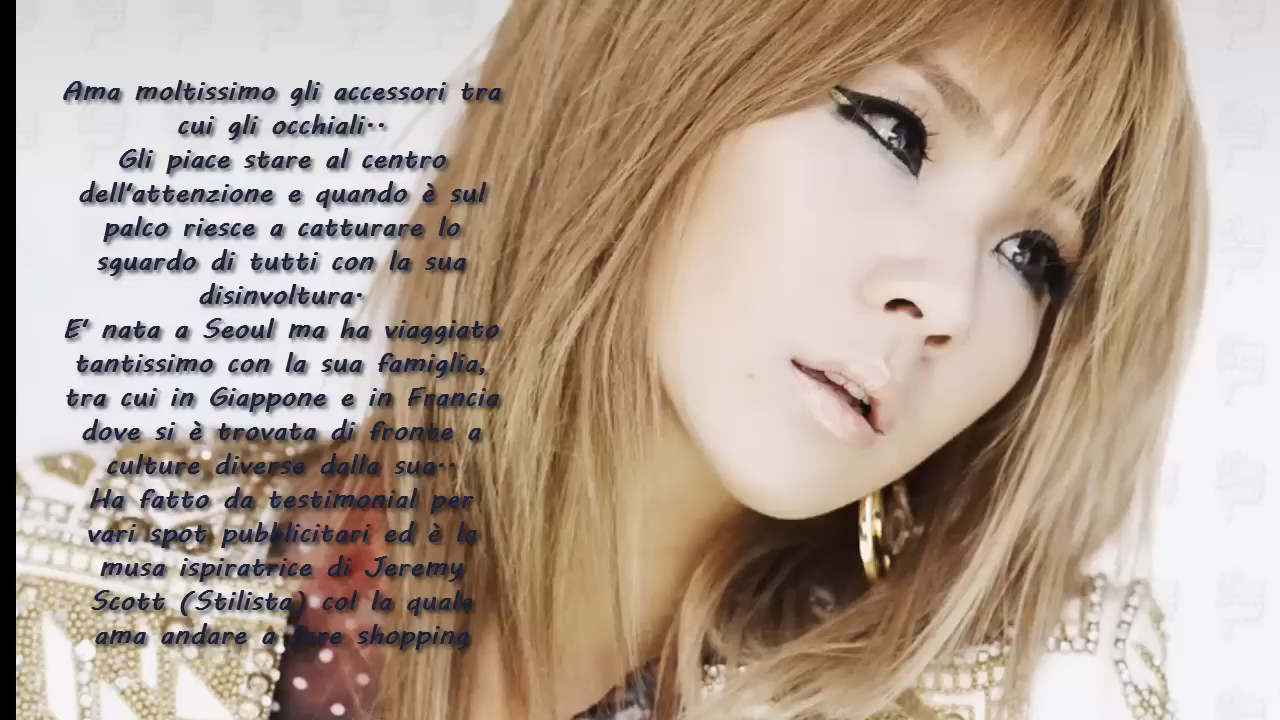 Ama moltissimo gli accessori tra
cui gli occhiali..
Gli piace stare al centro
dell'attenzione e quando è sul
palco riesce a catturare lo
sguardo di tutti con la sua
disinvoltura.
E' nata a Seoul ma ha viaggiato
tantissimo con la sua famiglia,
tra cui in Giappone e in Francia
dove si è trovata di fronte a
culture diverse dalla sua..
Ha fatto da testimonial per
vari spot pubblicitari ed è la
musa ispiratrice di Jeremy
Scott (Stilista) col la quale
ama andare a fare shopping